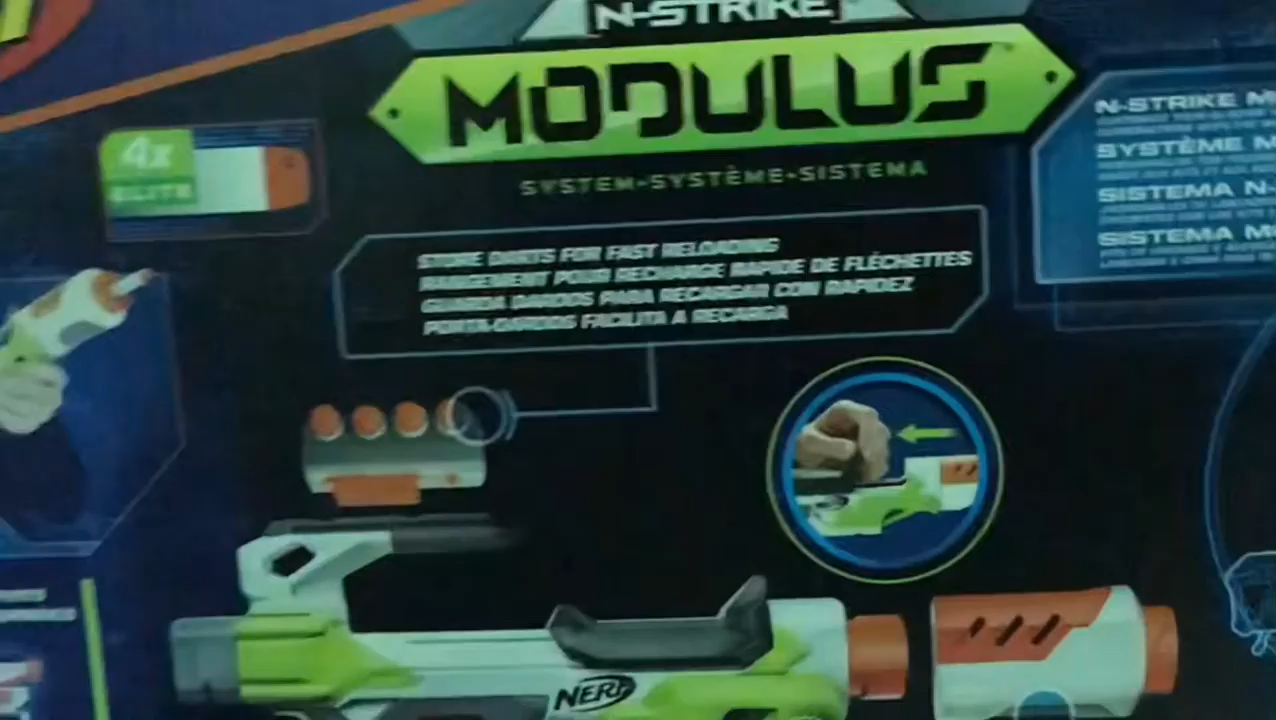 N-STRIKE
MODULUS
SYSTEM-SYSTÈME-SISTEMA
4x
ELITE
STORE DARTS FOR FAST RELOADING
RANGEMENT POUR RECHARGE RAPIDE DE FLÉCHETTES
GUARDA DARDOS PARA RECARGAR CON RAPIDEZ
PORTA-DARDOS FACILITA A RECARGA
N-STRIKE M
SYSTÈME M
SISTEMA N-
SISTEMA M
NERF